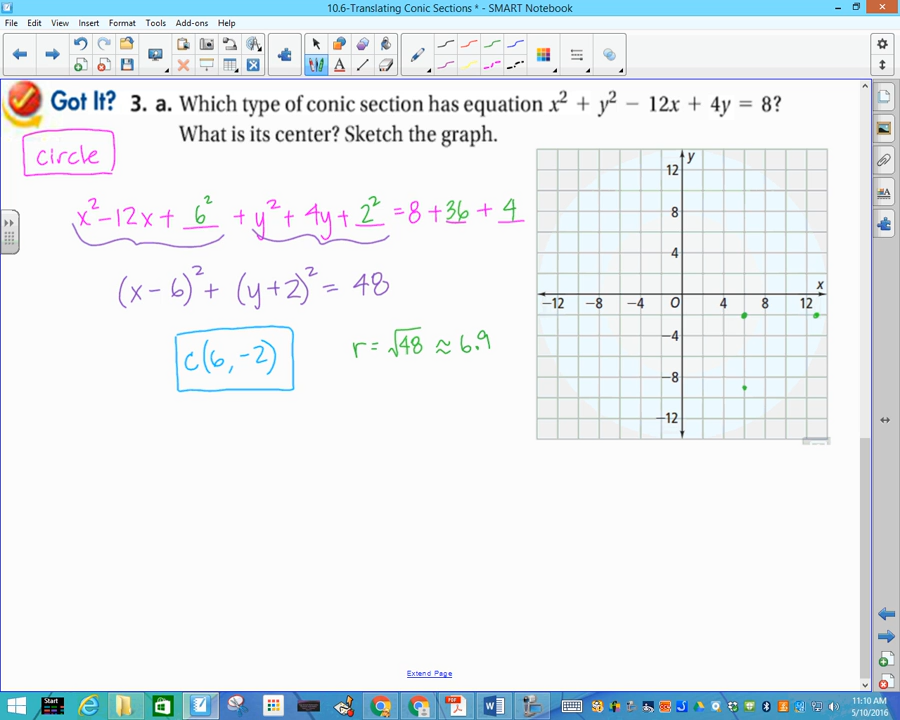 10.6-Translating Conic Sections * - SMART Notebook
File Edit View Insert Format Tools Add-ons Help
Got It? 3. a. Which type of conic section has equation x² + y² − 12x + 4y = 8?
What is its center? Sketch the graph.
circle
x² − 12x + 6² + y² + 4y + 2² = 8 + 36 + 4
(x − 6)² + (y + 2)² = 48
c(6, −2)
r = √48 ≈ 6.9
y
12
8
4
x
−12 −8 −4 O 4 8 12
−4
−8
−12
Extend Page
Start
11:10 AM
5/10/2016